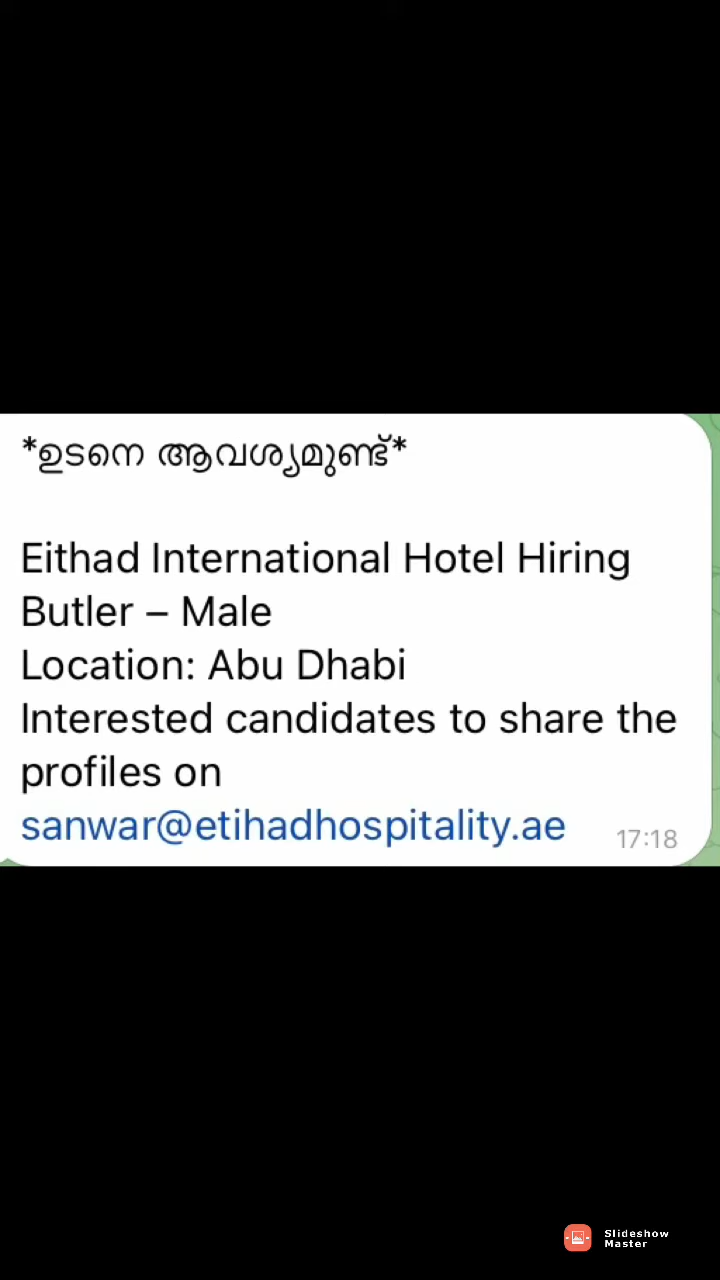 *ഉടനെ ആവശ്യമുണ്ട്*
Eithad International Hotel Hiring
Butler – Male
Location: Abu Dhabi
Interested candidates to share the
profiles on
sanwar@etihadhospitality.ae 17:18
Slideshow
Master